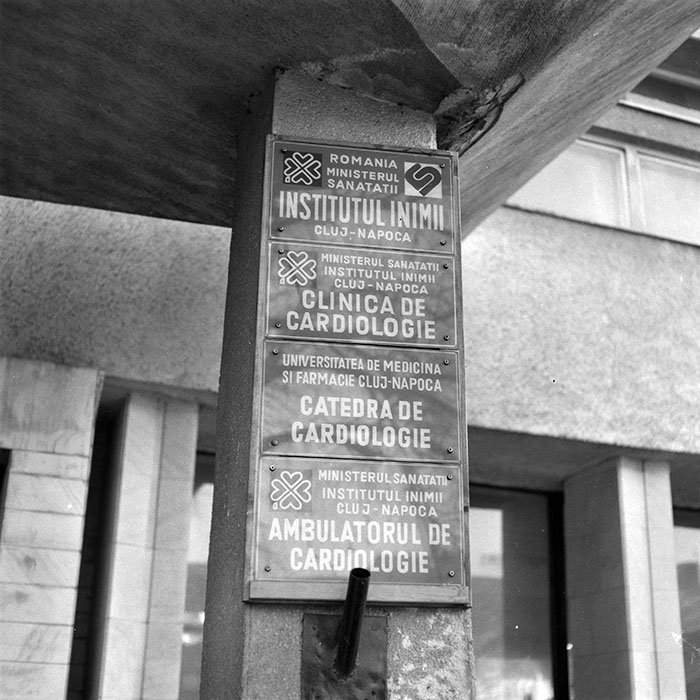 ROMANIA
MINISTERUL
SANATATII
INSTITUTUL INIMII
CLUJ-NAPOCA
MINISTERUL SANATATII
INSTITUTUL INIMII
CLUJ-NAPOCA
CLINICA DE
CARDIOLOGIE
UNIVERSITATEA DE MEDICINA
SI FARMACIE CLUJ-NAPOCA
CATEDRA DE
CARDIOLOGIE
MINISTERUL SANATATII
INSTITUTUL INIMII
CLUJ-NAPOCA
AMBULATORUL DE
CARDIOLOGIE